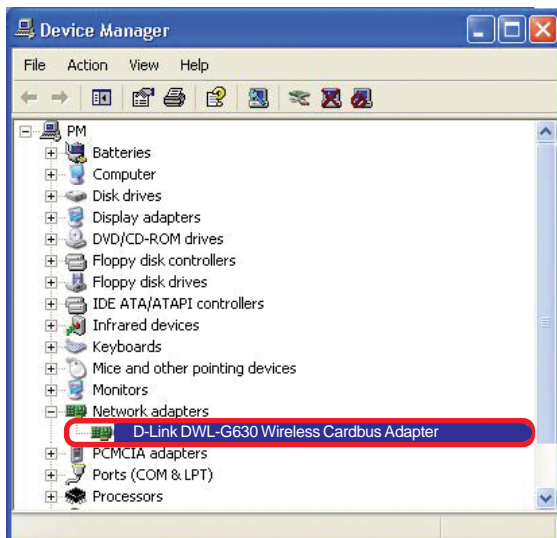 Device Manager
File Action View Help
PM
Batteries
Computer
Disk drives
Display adapters
DVD/CD-ROM drives
Floppy disk controllers
Floppy disk drives
IDE ATA/ATAPI controllers
Infrared devices
Keyboards
Mice and other pointing devices
Monitors
Network adapters
D-Link DWL-G630 Wireless Cardbus Adapter
PCMCIA adapters
Ports (COM & LPT)
Processors